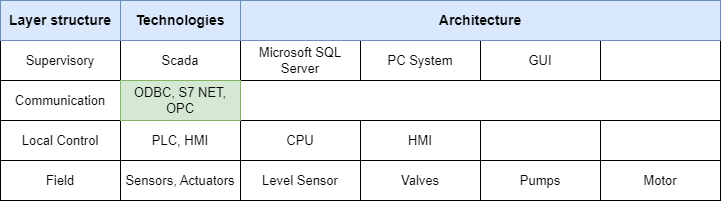 Layer structure Technologies Architecture
Supervisory Scada Microsoft SQL Server PC System GUI
Communication ODBC, S7 NET, OPC
Local Control PLC, HMI CPU HMI
Field Sensors, Actuators Level Sensor Valves Pumps Motor